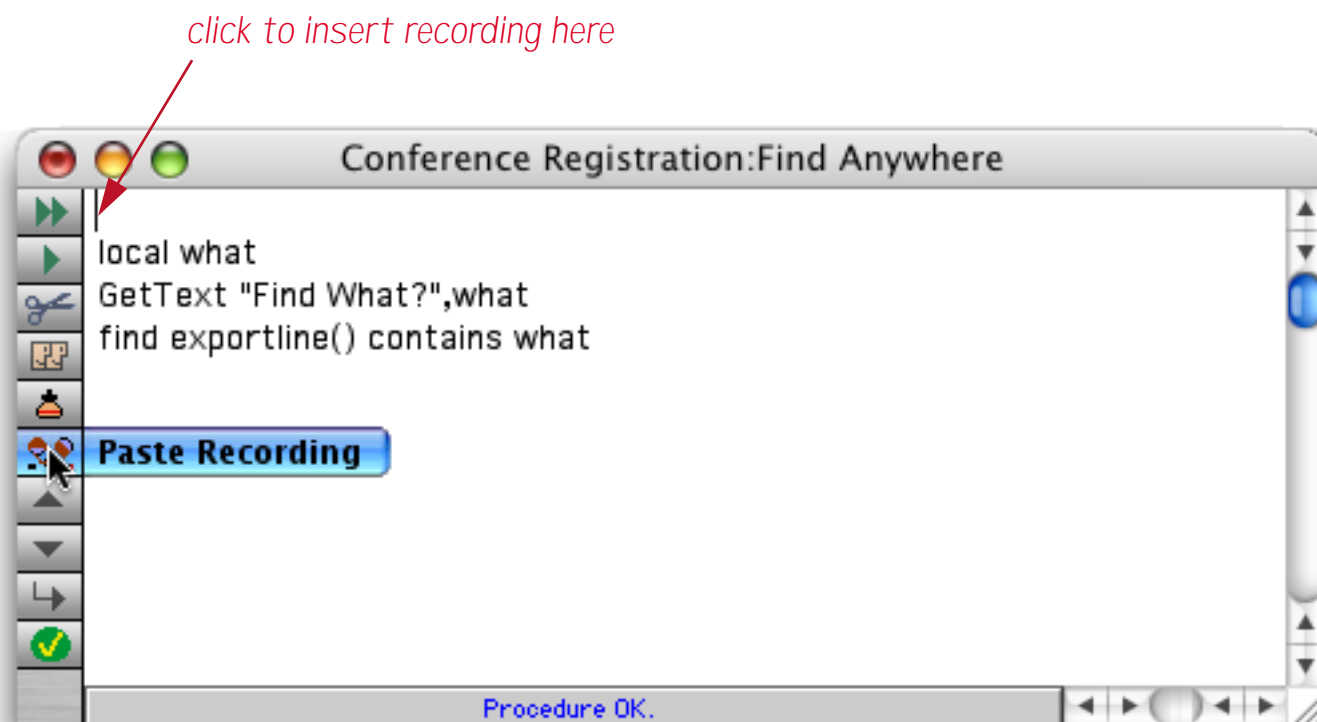 click to insert recording here
Conference Registration:Find Anywhere
local what
GetText "Find What?",what
find exportline() contains what
Paste Recording
Procedure OK.